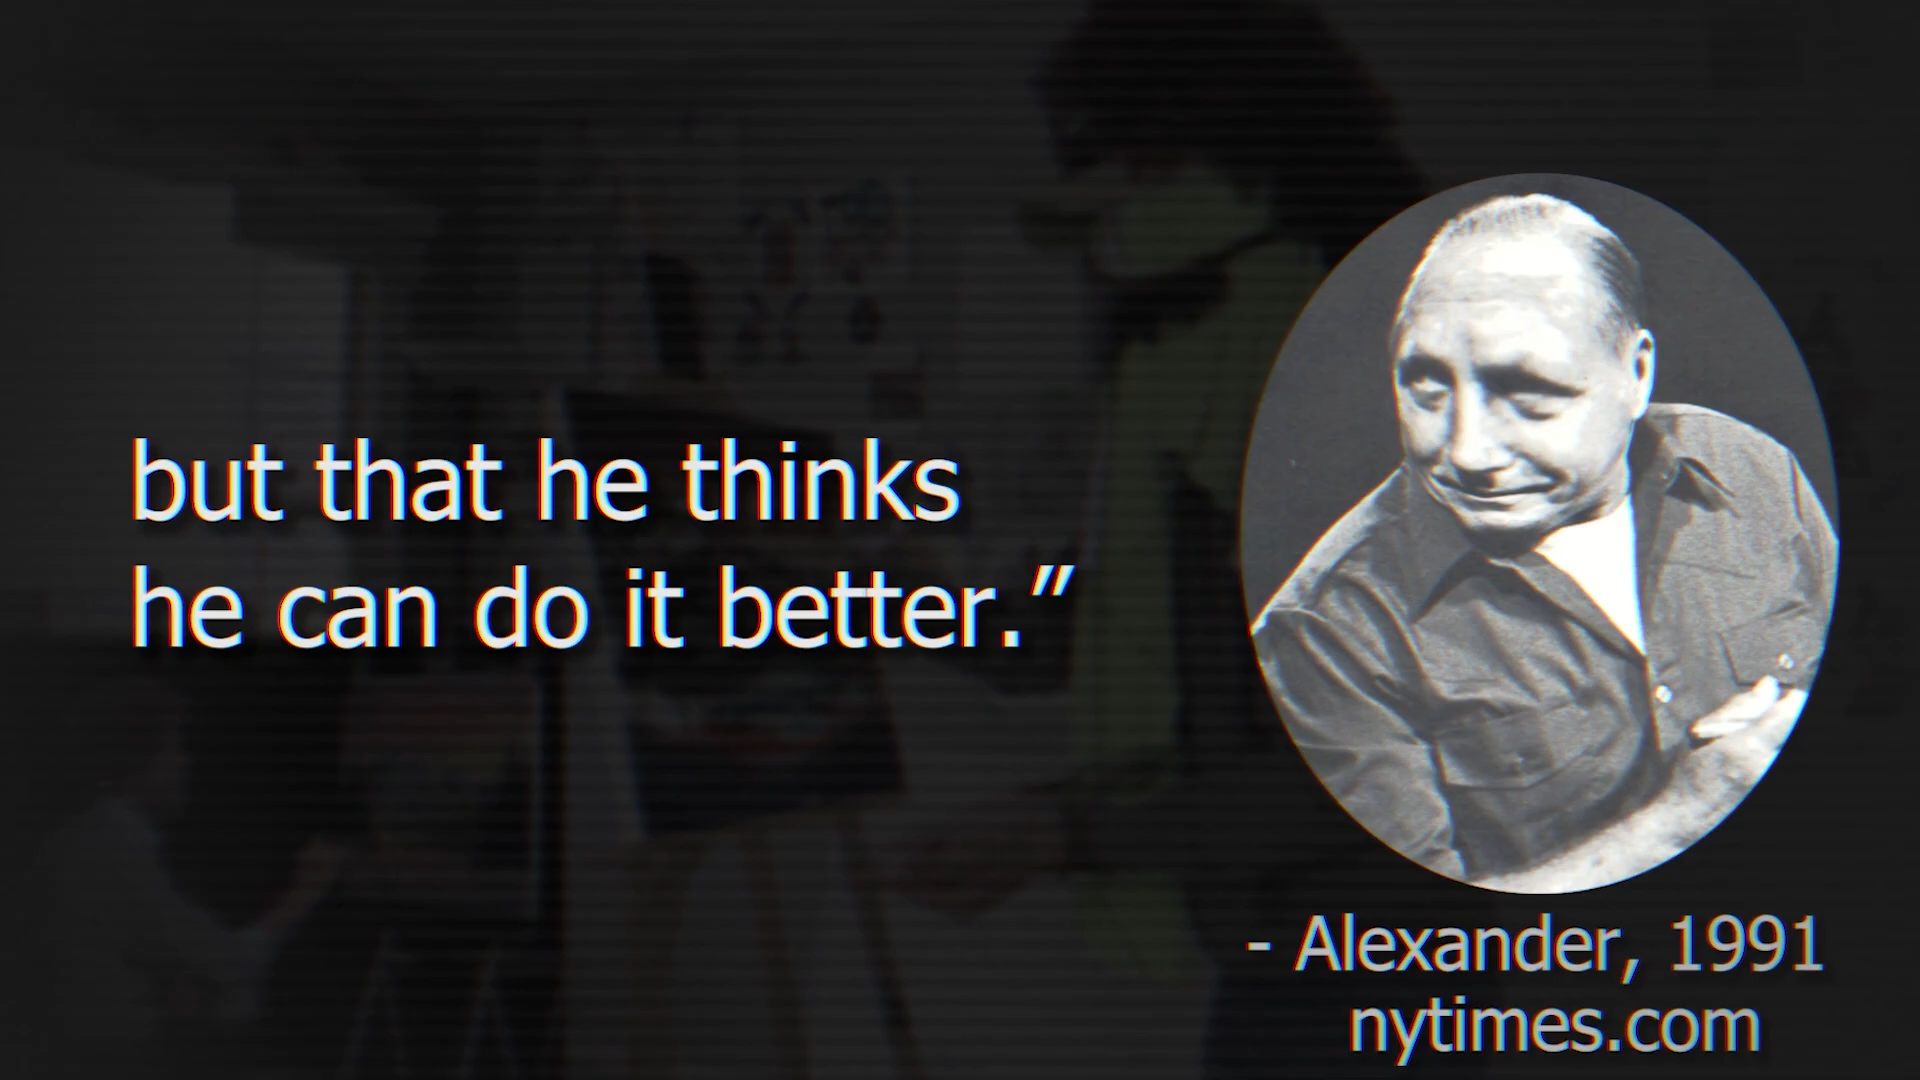 but that he thinks
he can do it better.”
- Alexander, 1991
nytimes.com